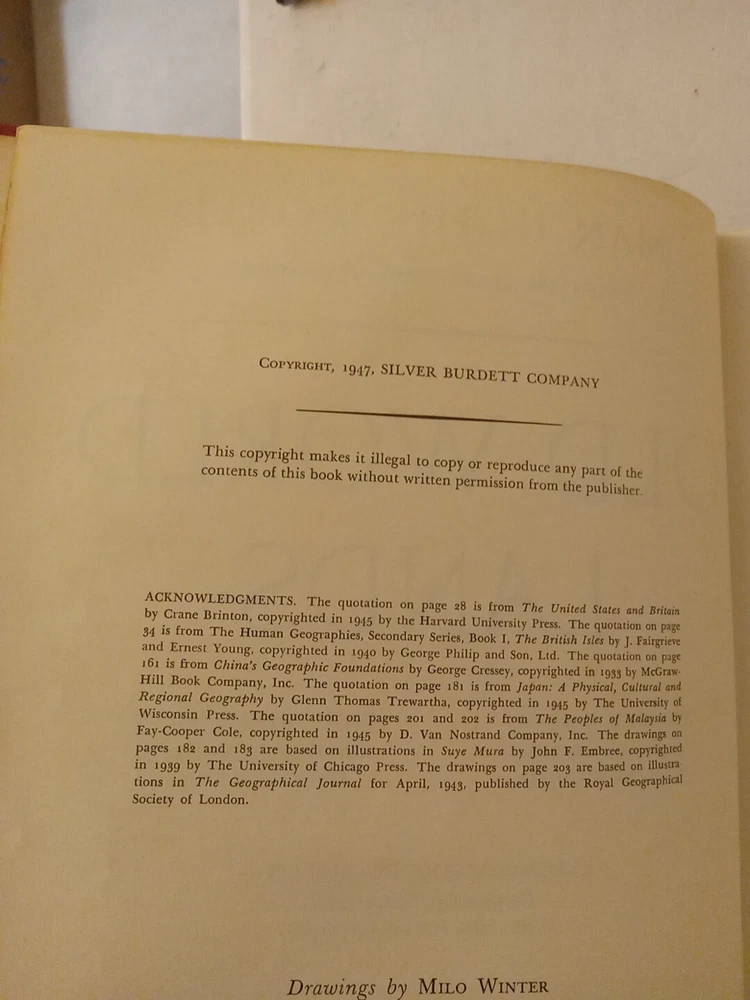 COPYRIGHT, 1947, SILVER BURDETT COMPANY
This copyright makes it illegal to copy or reproduce any part of the
contents of this book without written permission from the publisher.
ACKNOWLEDGMENTS. The quotation on page 28 is from The United States and Britain
by Crane Brinton, copyrighted in 1945 by the Harvard University Press. The quotation on page
34 is from The Human Geographies, Secondary Series, Book I, The British Isles by J. Fairgrieve
and Ernest Young, copyrighted in 1940 by George Philip and Son, Ltd. The quotation on page
161 is from China's Geographic Foundations by George Cressey, copyrighted in 1933 by McGraw-
Hill Book Company, Inc. The quotation on page 181 is from Japan: A Physical, Cultural and
Regional Geography by Glenn Thomas Trewartha, copyrighted in 1945 by The University of
Wisconsin Press. The quotation on pages 201 and 202 is from The Peoples of Malaysia by
Fay-Cooper Cole, copyrighted in 1945 by D. Van Nostrand Company, Inc. The drawings on
pages 182 and 183 are based on illustrations in Suye Mura by John F. Embree, copyrighted
in 1939 by The University of Chicago Press. The drawings on page 203 are based on illustra-
tions in The Geographical Journal for April, 1943, published by the Royal Geographical
Society of London.
Drawings by MILO WINTER